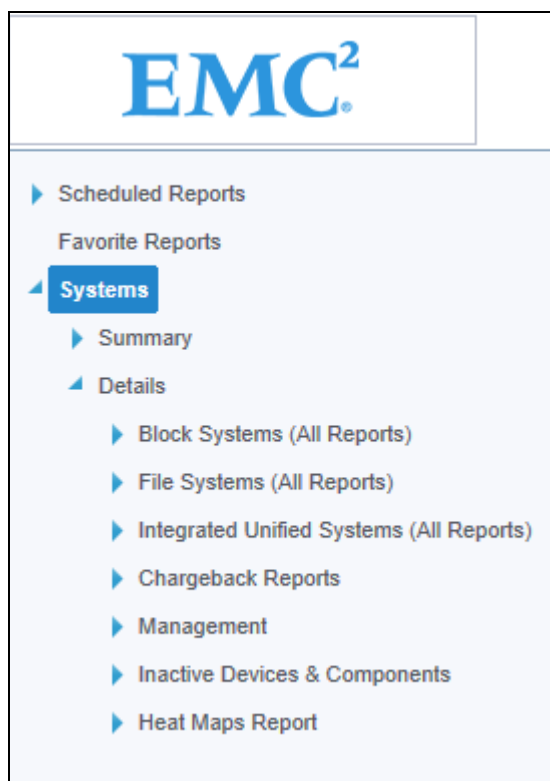 EMC²®
Scheduled Reports
Favorite Reports
Systems
Summary
Details
Block Systems (All Reports)
File Systems (All Reports)
Integrated Unified Systems (All Reports)
Chargeback Reports
Management
Inactive Devices & Components
Heat Maps Report